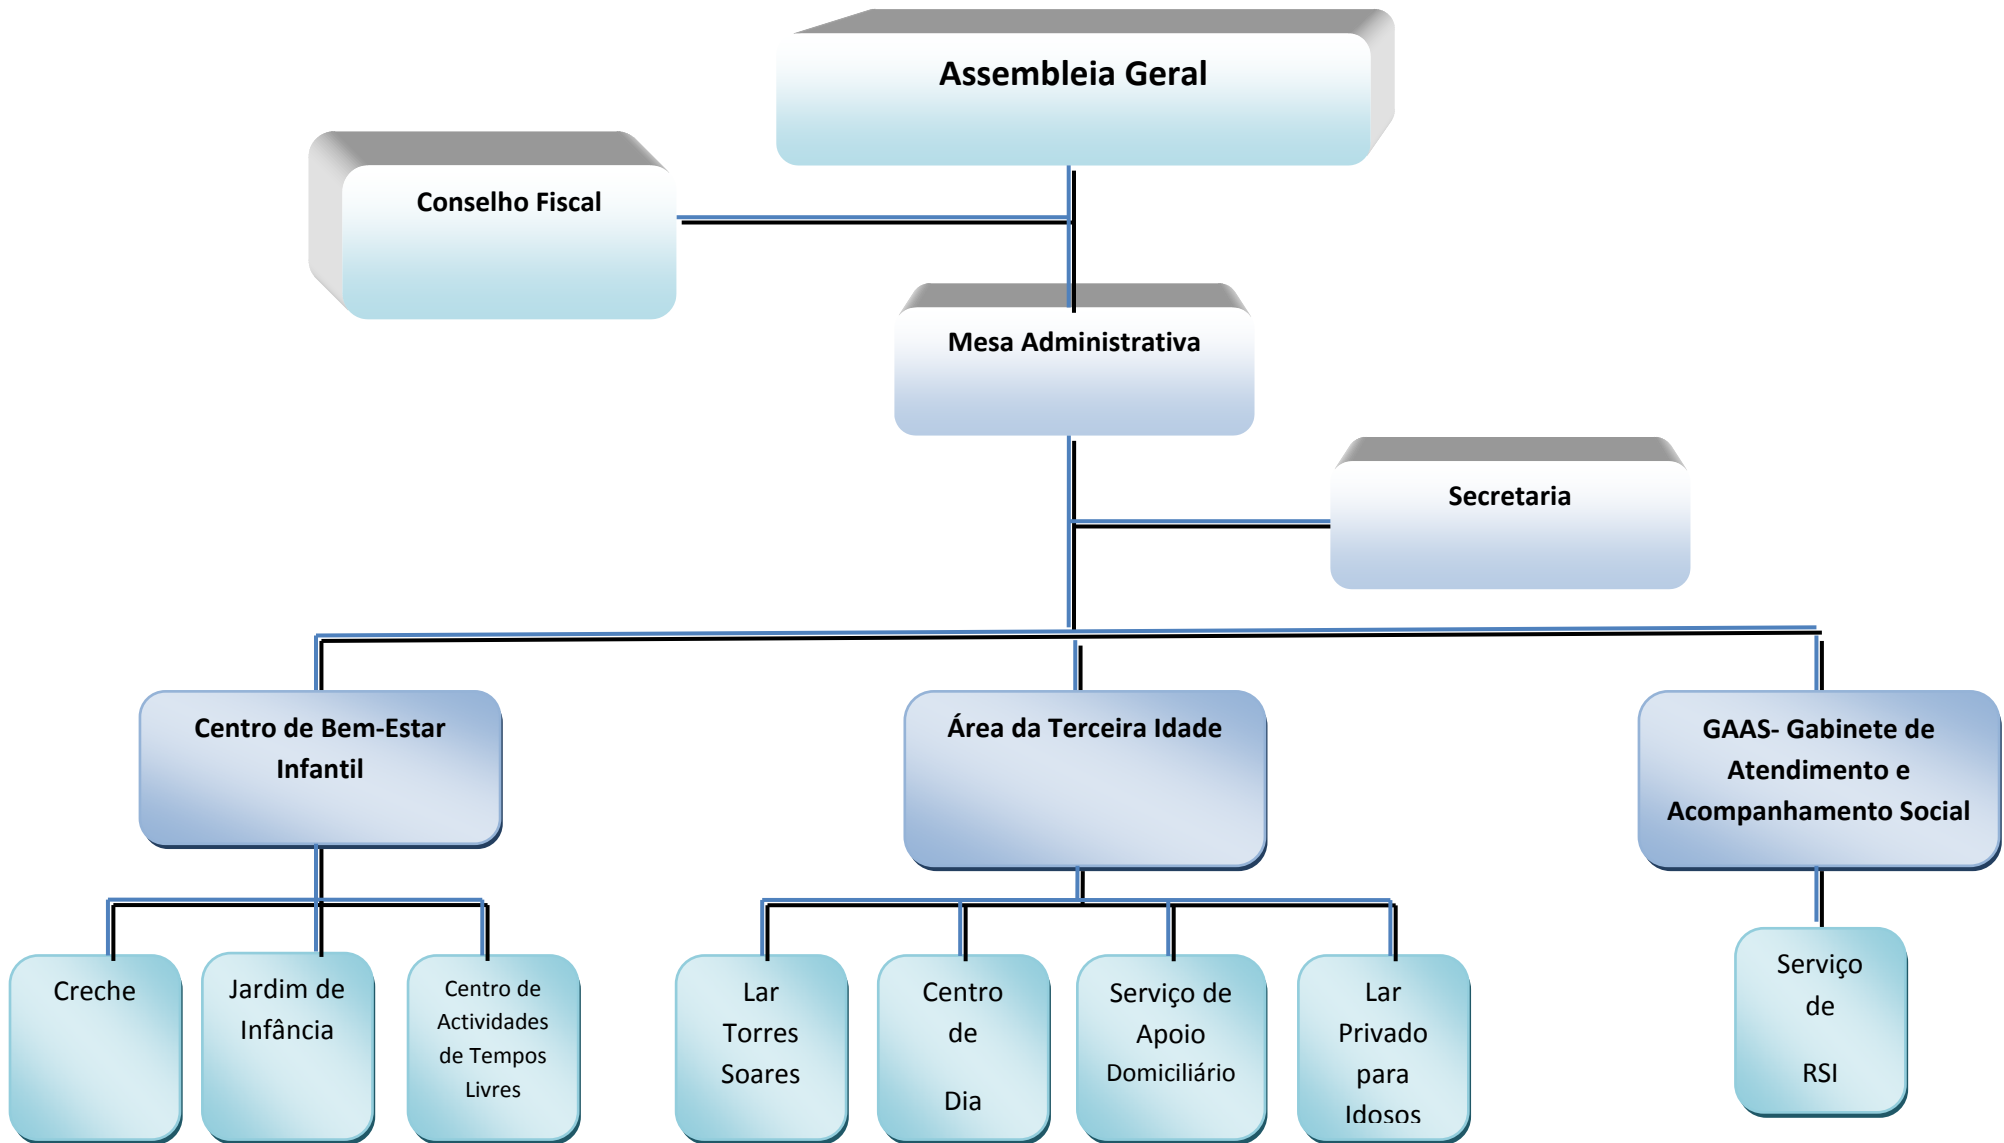 Assembleia Geral
Conselho Fiscal
Mesa Administrativa
Secretaria
Centro de Bem-Estar
Infantil
Área da Terceira Idade
GAAS- Gabinete de
Atendimento e
Acompanhamento Social
Creche
Jardim de
Infância
Centro de
Actividades
de Tempos
Livres
Lar
Torres
Soares
Centro
de
Dia
Serviço de
Apoio
Domiciliário
Lar
Privado
para
Idosos
Serviço
de
RSI